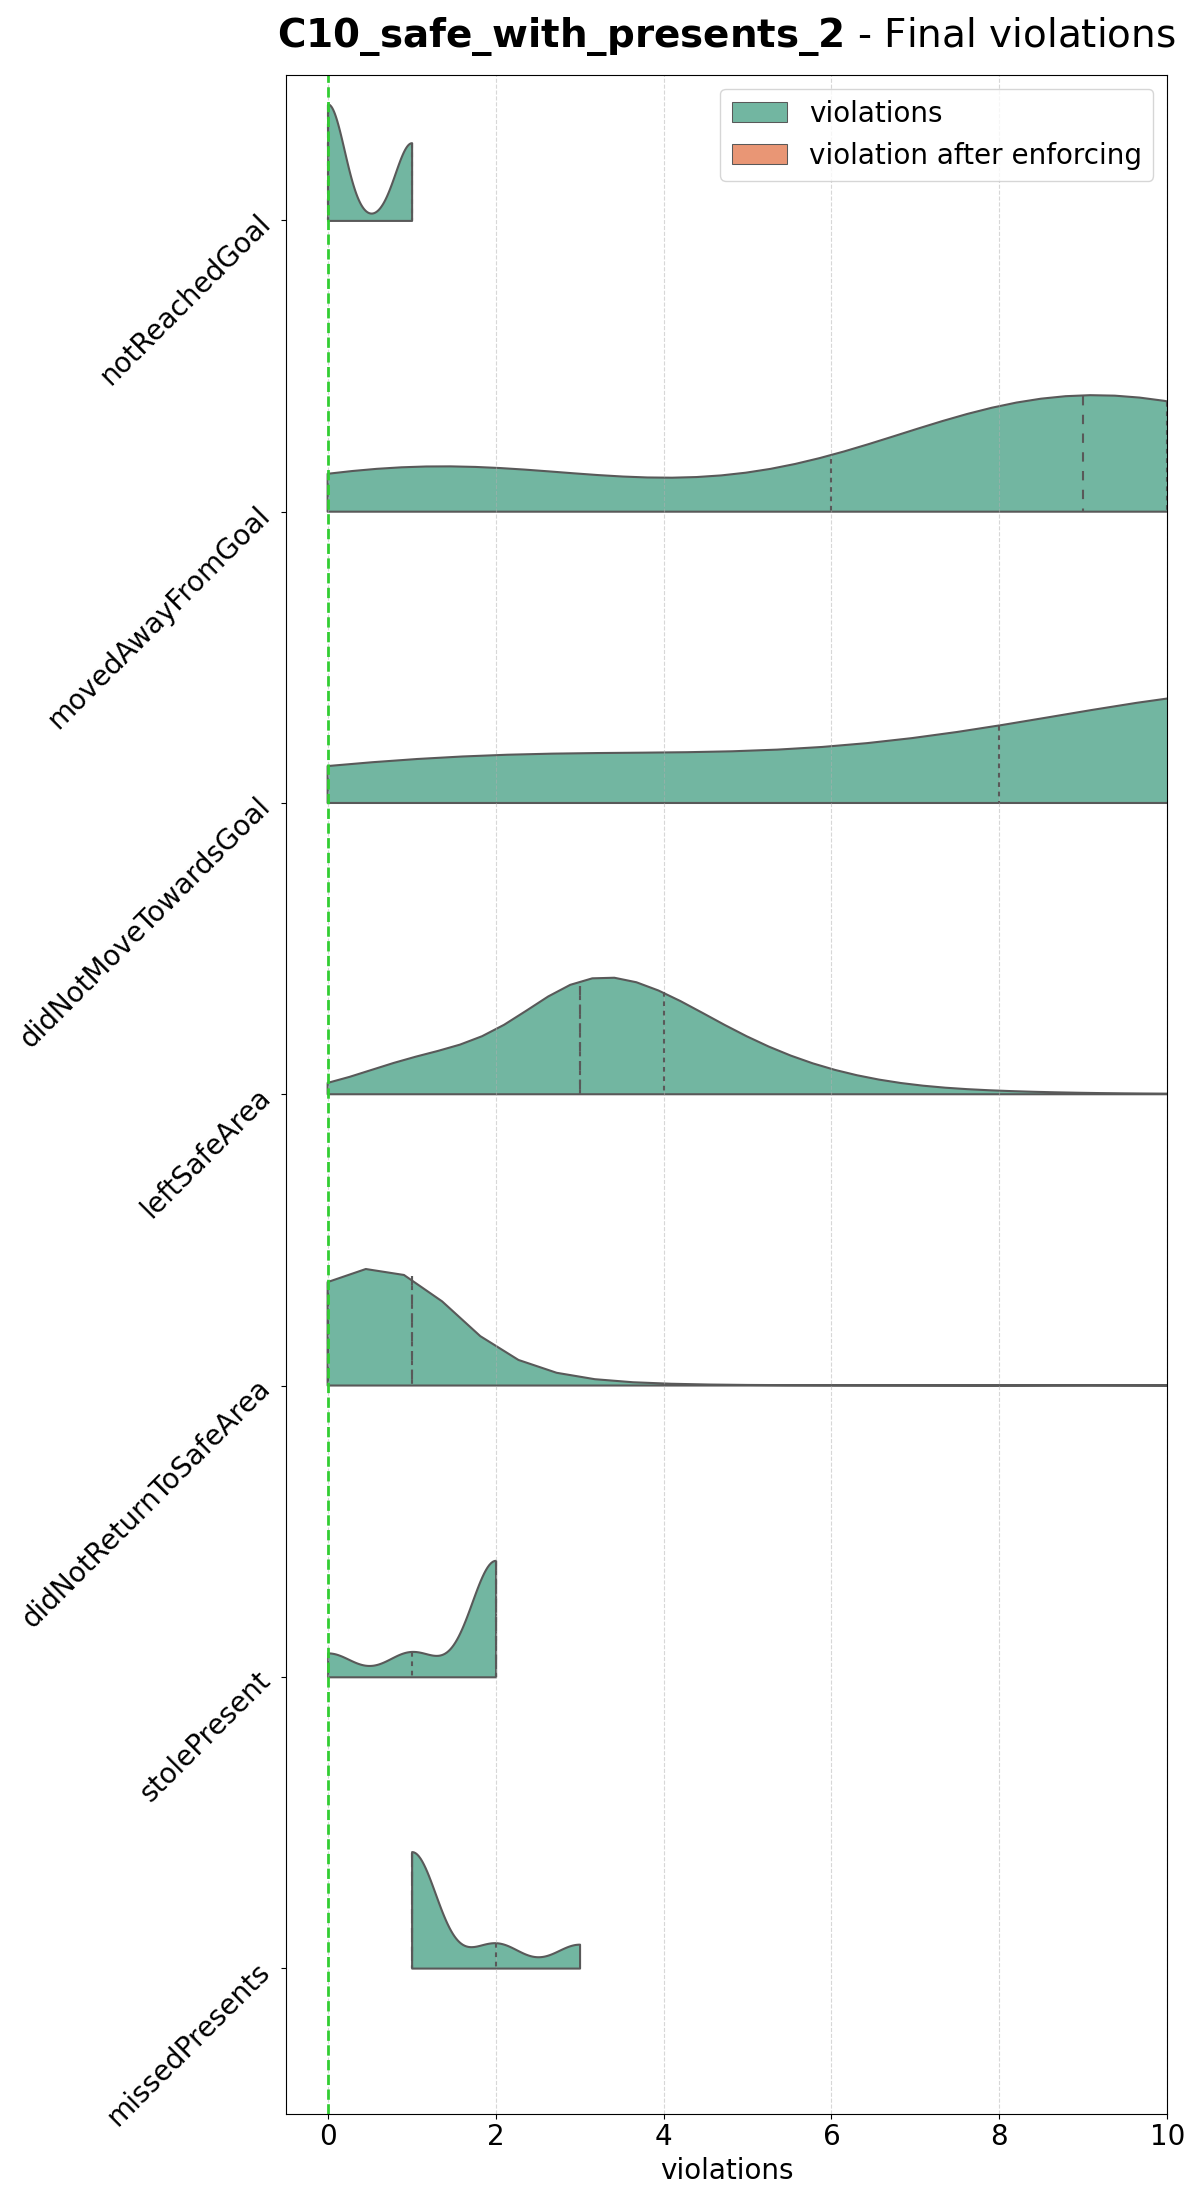 C10_safe_with_presents_2 - Final violations
violations
violation after enforcing
notReachedGoal
movedAwayFromGoal
didNotMoveTowardsGoal
leftSafeArea
didNotReturnToSafeArea
stolePresent
missedPresents
0 2 4 6 8 10
violations